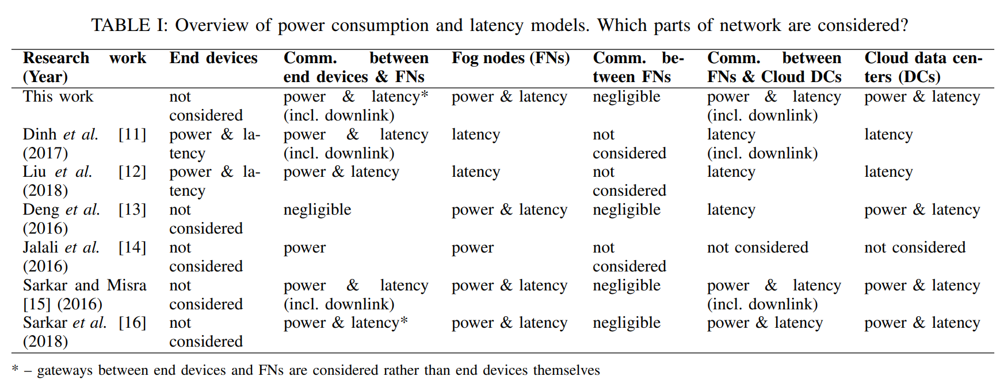 TABLE I: Overview of power consumption and latency models. Which parts of network are considered?
Research work End devices Comm. between Fog nodes (FNs) Comm. be- Comm. between Cloud data cen-
(Year) end devices & FNs tween FNs FNs & Cloud DCs ters (DCs)
This work not power & latency* power & latency negligible power & latency power & latency
considered (incl. downlink) (incl. downlink)
Dinh et al. [11] power & la- power & latency latency not latency latency
(2017) tency (incl. downlink) considered (incl. downlink)
Liu et al. [12] power & la- power & latency latency not latency latency
(2018) tency considered
Deng et al. [13] not negligible power & latency negligible latency power & latency
(2016) considered
Jalali et al. [14] not power power not not considered not considered
(2016) considered considered
Sarkar and Misra not power & latency power & latency negligible power & latency power & latency
[15] (2016) considered (incl. downlink) (incl. downlink)
Sarkar et al. [16] not power & latency* power & latency negligible power & latency power & latency
(2018) considered
* – gateways between end devices and FNs are considered rather than end devices themselves